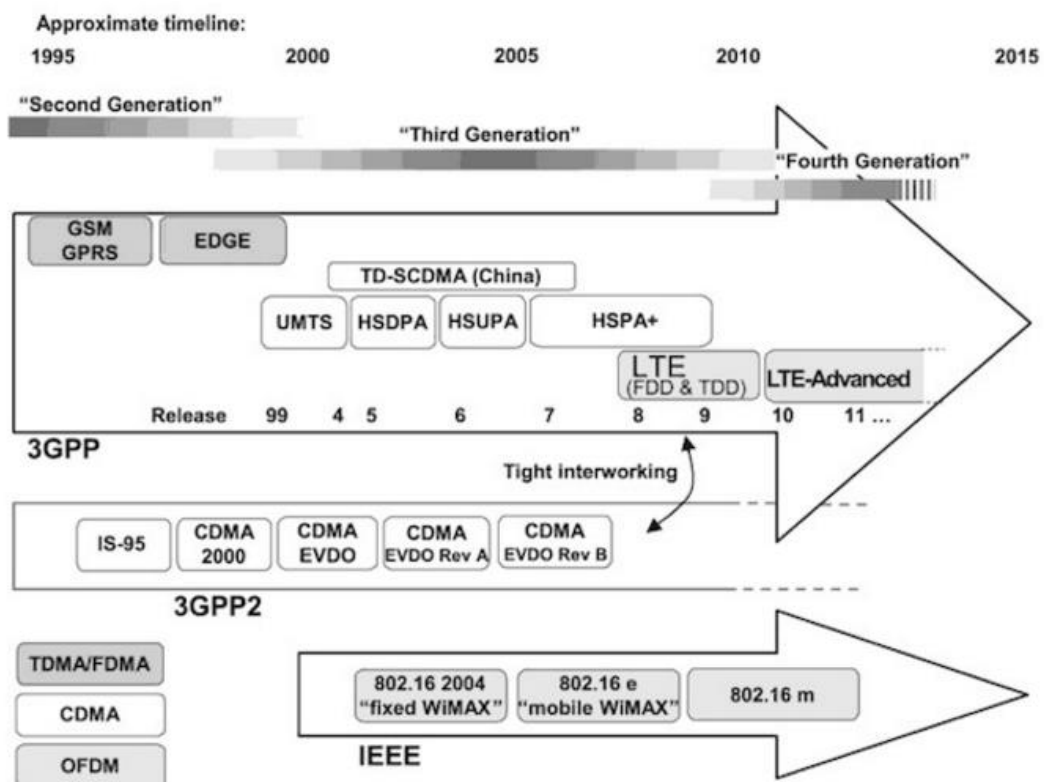 Approximate timeline:
1995 2000 2005 2010 2015
“Second Generation”
“Third Generation”
“Fourth Generation”
GSM
GPRS
EDGE
TD-SCDMA (China)
UMTS
HSDPA
HSUPA
HSPA+
LTE
(FDD & TDD)
LTE-Advanced
Release 99 4 5 6 7 8 9 10 11 ...
3GPP
Tight interworking
IS-95
CDMA
2000
CDMA
EVDO
CDMA
EVDO Rev A
CDMA
EVDO Rev B
3GPP2
TDMA/FDMA
CDMA
OFDM
802.16 2004
“fixed WiMAX”
802.16 e
“mobile WiMAX”
802.16 m
IEEE